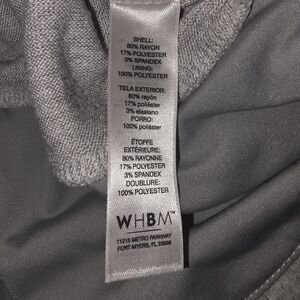 SHELL:
80% RAYON
17% POLYESTER
3% SPANDEX
LINING:
100% POLYESTER
TELA EXTERIOR:
80% rayón
17% poliéster
3% elastano
FORRO:
100% poliéster
ÉTOFFE
EXTÉRIEURE:
80% RAYONNE
17% POLYESTER
3% SPANDEX
DOUBLURE:
100% POLYESTER
WHBM™
11215 METRO PARKWAY
FORT MYERS, FL 33966